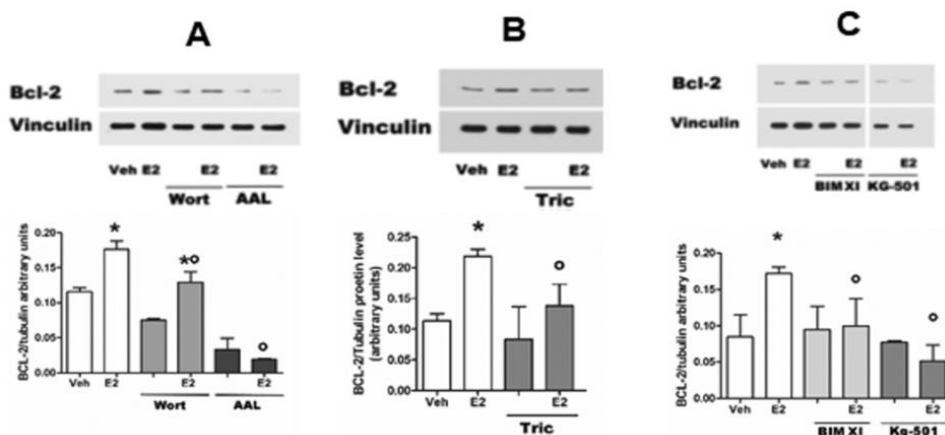 A
Bcl-2
Vinculin
Veh E2 E2 E2
Wort AAL
BCL-2/tubulin arbitrary units
0.20
0.15
0.10
0.05
0.00
*
*o
o
Veh E2 E2 E2
Wort AAL
B
Bcl-2
Vinculin
Veh E2 E2
Tric
BCL-2/Tubulin proetin level
(arbitrary units)
0.25
0.20
0.15
0.10
0.05
0.00
*
o
Veh E2 E2
Tric
C
Bcl-2
Vinculin
Veh E2 E2 E2
BIM XI KG-501
BCL-2/tubulin arbitrary units
0.20
0.15
0.10
0.05
0.00
*
o
o
Veh E2 E2 E2
BIM XI Kg-501